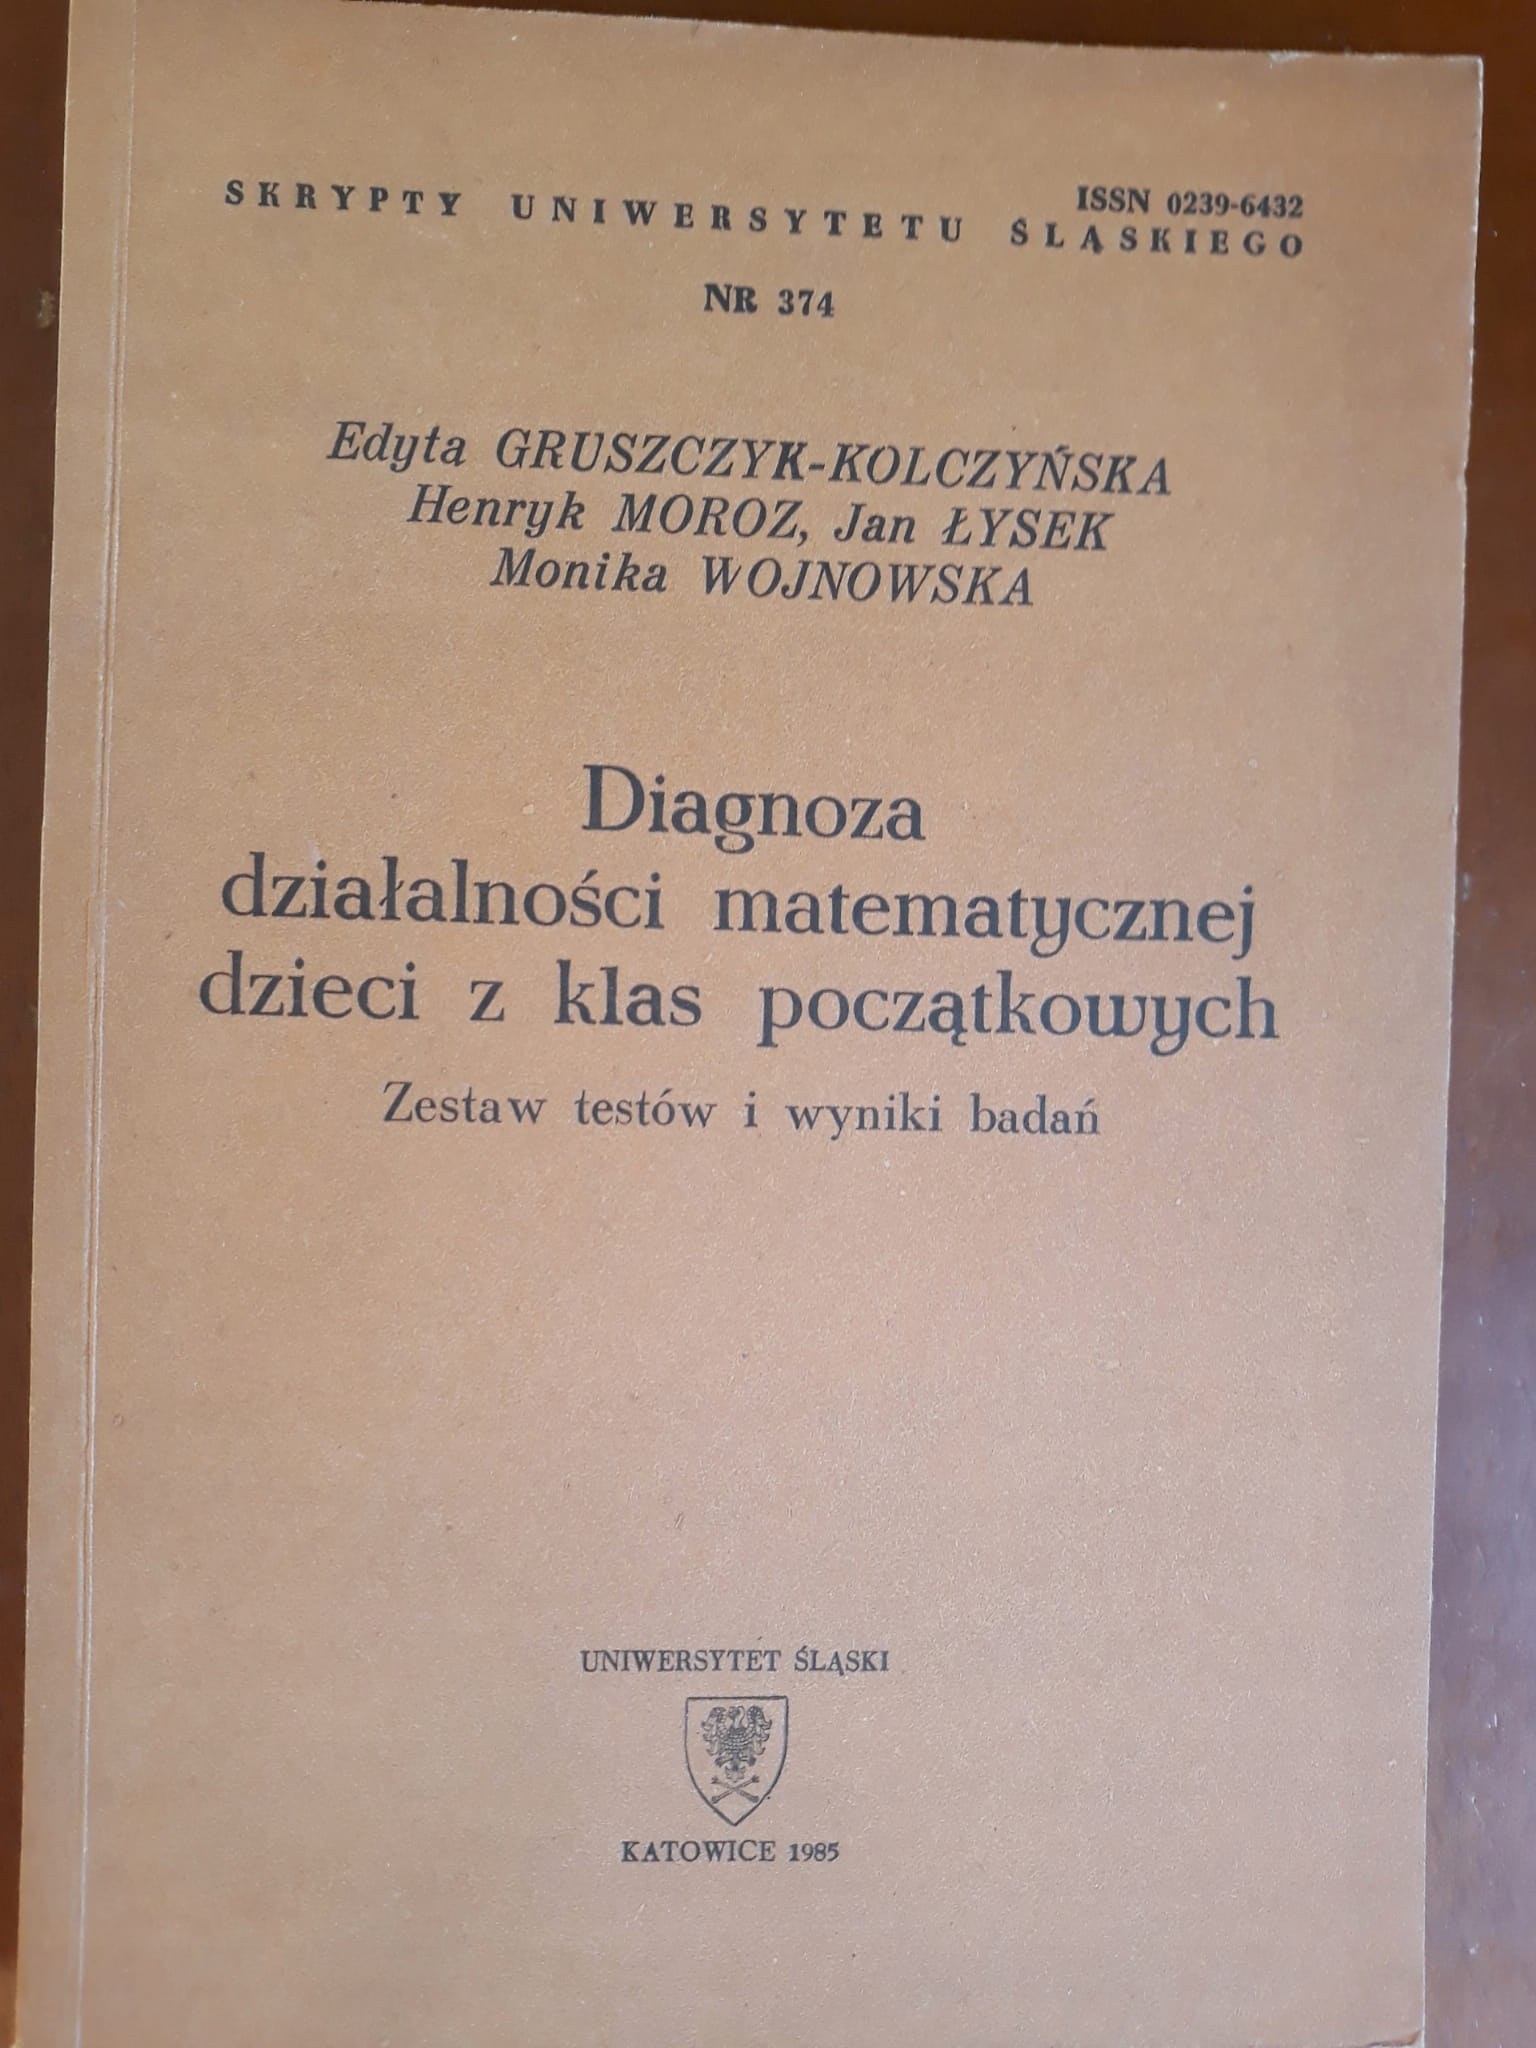 ISSN 0239-6432
SKRYPTY UNIWERSYTETU ŚLĄSKIEGO
NR 374
Edyta GRUSZCZYK-KOLCZYŃSKA
Henryk MOROZ, Jan ŁYSEK
Monika WOJNOWSKA
Diagnoza
działalności matematycznej
dzieci z klas początkowych
Zestaw testów i wyniki badań
UNIWERSYTET ŚLĄSKI
KATOWICE 1985